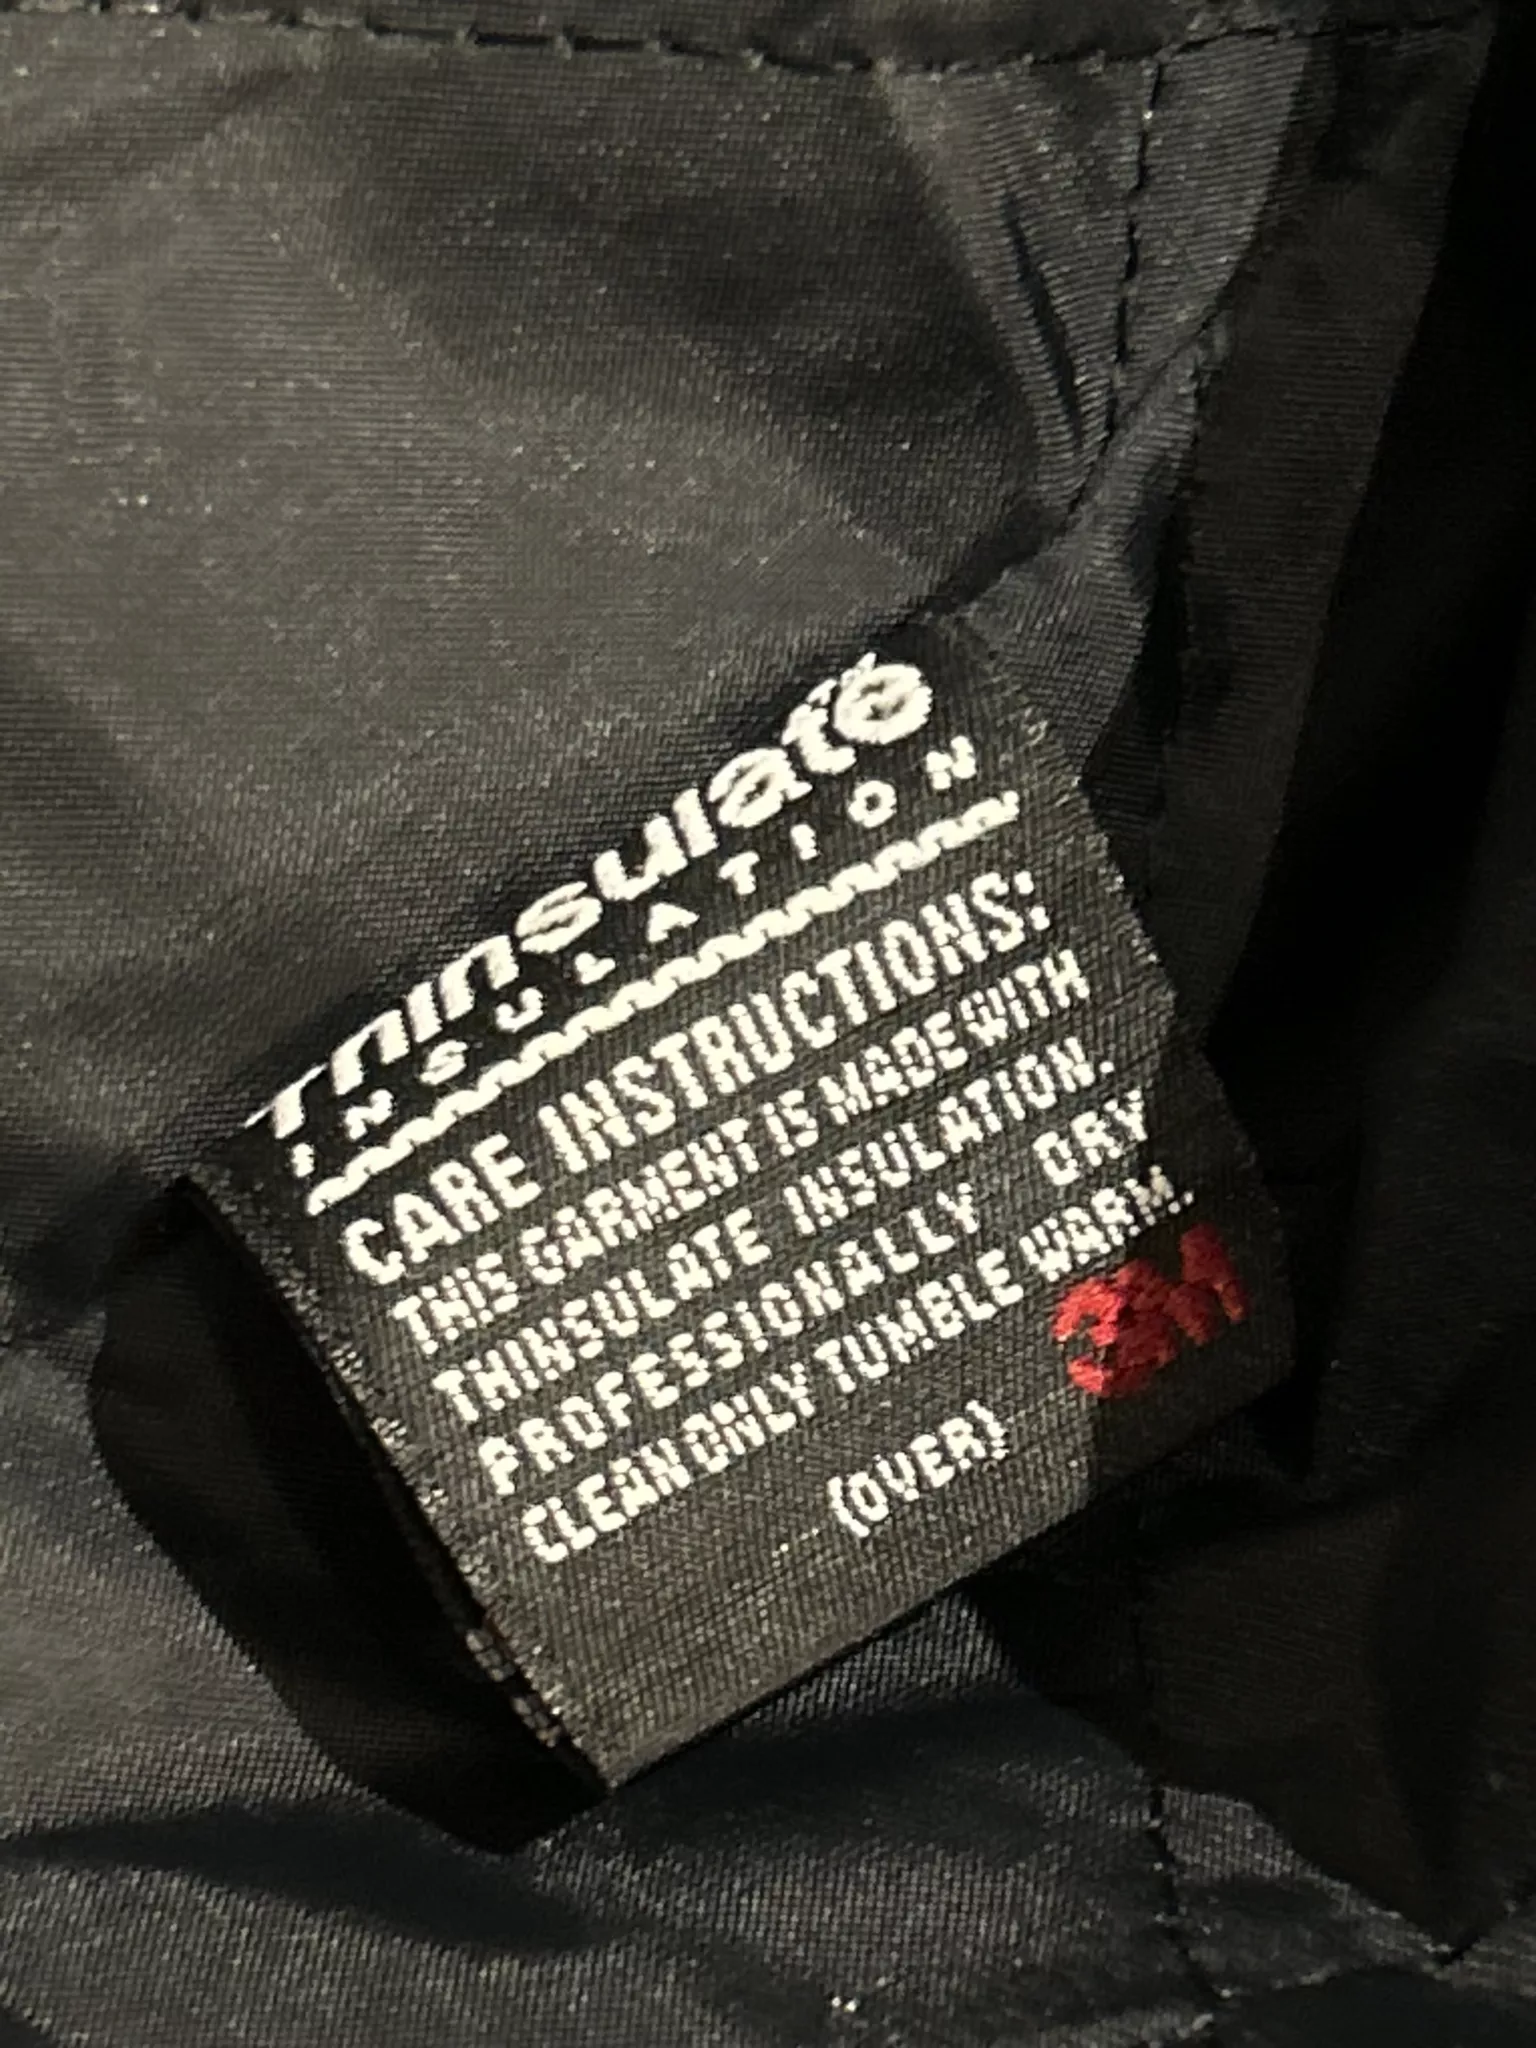 Thinsulate
INSULATION
CARE INSTRUCTIONS:
THIS GARMENT IS MADE WITH
THINSULATE INSULATION.
PROFESSIONALLY DRY
CLEAN ONLY TUMBLE WARM.
3M
(OVER)